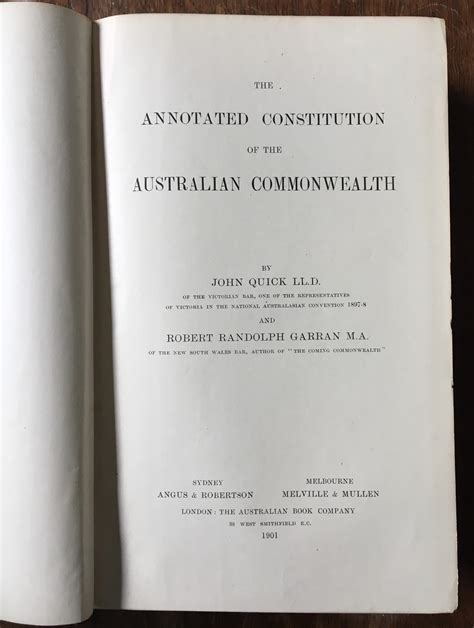 THE
ANNOTATED CONSTITUTION
OF THE
AUSTRALIAN COMMONWEALTH
BY
JOHN QUICK LL.D.
OF THE VICTORIAN BAR, ONE OF THE REPRESENTATIVES
OF VICTORIA IN THE NATIONAL AUSTRALASIAN CONVENTION 1897-8
AND
ROBERT RANDOLPH GARRAN M.A.
OF THE NEW SOUTH WALES BAR, AUTHOR OF "THE COMING COMMONWEALTH"
SYDNEY
ANGUS & ROBERTSON
MELBOURNE
MELVILLE & MULLEN
LONDON: THE AUSTRALIAN BOOK COMPANY
38 WEST SMITHFIELD E.C.
1901